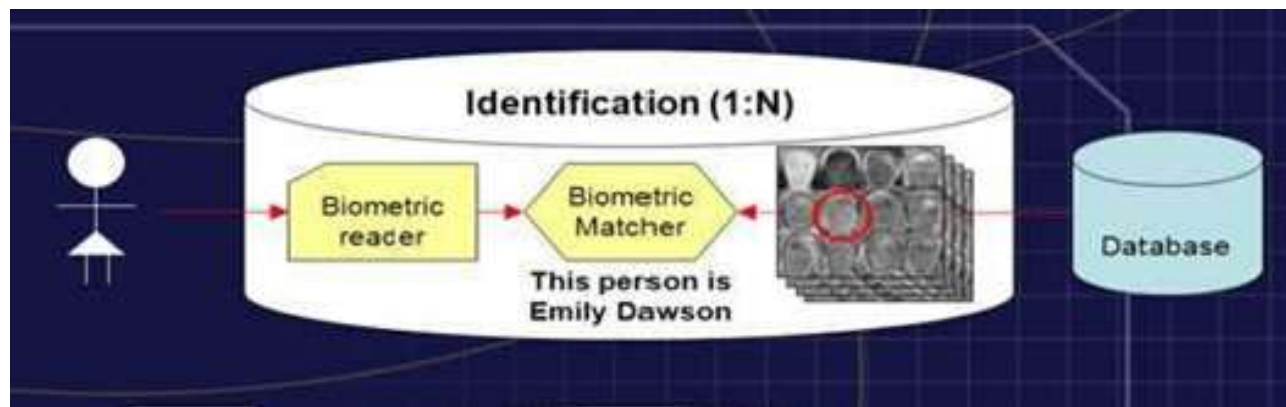 Identification (1:N)
Biometric
reader
Biometric
Matcher
This person is
Emily Dawson
Database